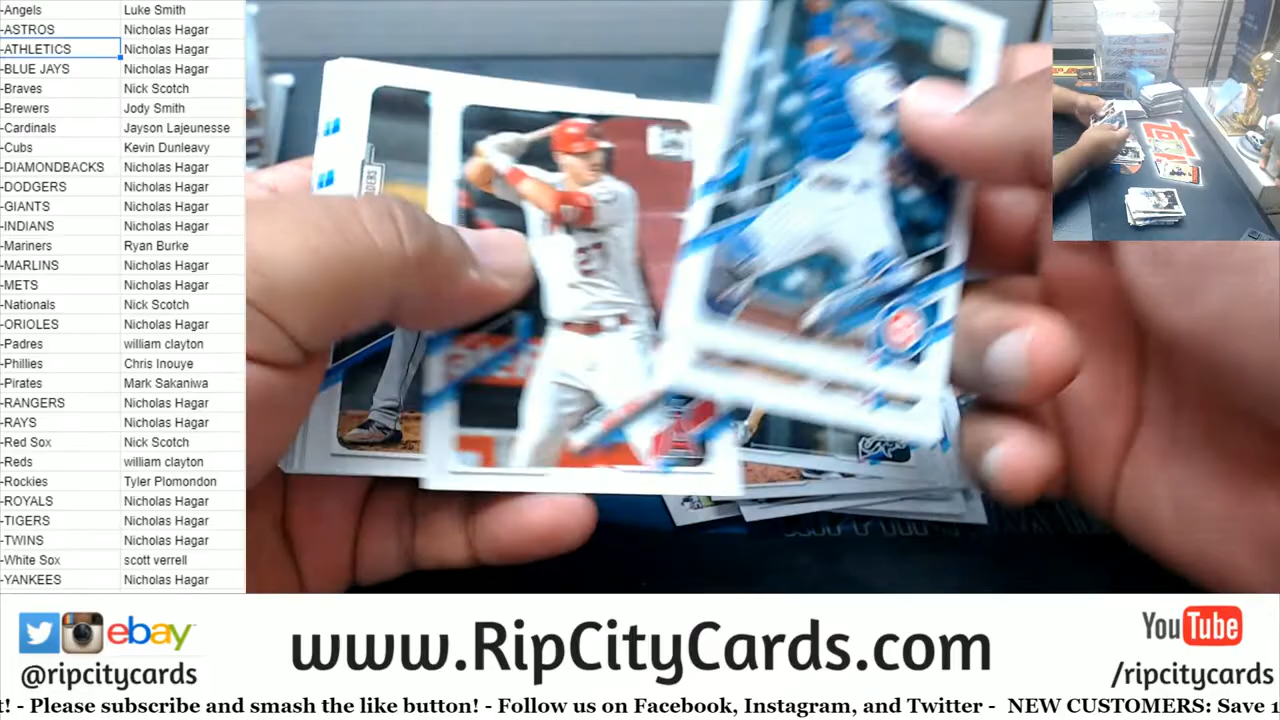 -Angels Luke Smith
-ASTROS Nicholas Hagar
-ATHLETICS Nicholas Hagar
-BLUE JAYS Nicholas Hagar
-Braves Nick Scotch
-Brewers Jody Smith
-Cardinals Jayson Lajeunesse
-Cubs Kevin Dunleavy
-DIAMONDBACKS Nicholas Hagar
-DODGERS Nicholas Hagar
-GIANTS Nicholas Hagar
-INDIANS Nicholas Hagar
-Mariners Ryan Burke
-MARLINS Nicholas Hagar
-METS Nicholas Hagar
-Nationals Nick Scotch
-ORIOLES Nicholas Hagar
-Padres william clayton
-Phillies Chris Inouye
-Pirates Mark Sakaniwa
-RANGERS Nicholas Hagar
-RAYS Nicholas Hagar
-Red Sox Nick Scotch
-Reds william clayton
-Rockies Tyler Plomondon
-ROYALS Nicholas Hagar
-TIGERS Nicholas Hagar
-TWINS Nicholas Hagar
-White Sox scott verrell
-YANKEES Nicholas Hagar
27
ebay
@ripcitycards
www.RipCityCards.com
YouTube
/ripcitycards
t! - Please subscribe and smash the like button! - Follow us on Facebook, Instagram, and Twitter - NEW CUSTOMERS: Save 1